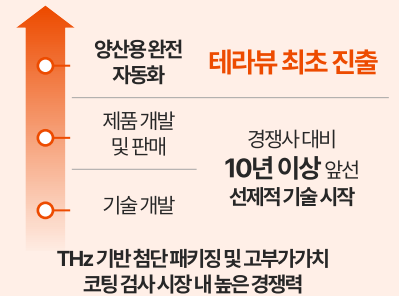 양산용 완전
자동화
테라뷰 최초 진출
제품 개발
및 판매
기술 개발
경쟁사 대비
10년 이상 앞선
선제적 기술 시작
THz 기반 첨단 패키징 및 고부가가치
코팅 검사 시장 내 높은 경쟁력